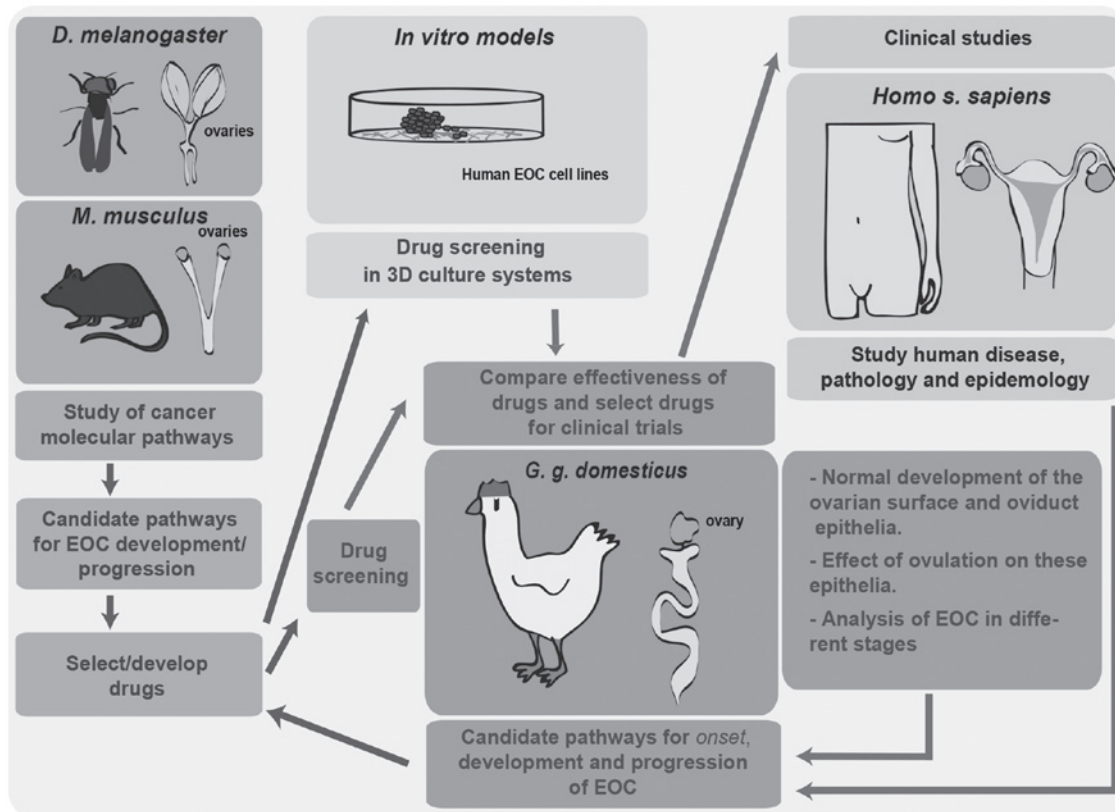 D. melanogaster
ovaries
M. musculus
ovaries
Study of cancer
molecular pathways
Candidate pathways
for EOC development/
progression
Select/develop
drugs
In vitro models
Human EOC cell lines
Drug screening
in 3D culture systems
Drug
screening
Compare effectiveness of
drugs and select drugs
for clinical trials
G. g. domesticus
ovary
Candidate pathways for onset,
development and progression
of EOC
Clinical studies
Homo s. sapiens
Study human disease,
pathology and epidemology
- Normal development of the
ovarian surface and oviduct
epithelia.
- Effect of ovulation on these
epithelia.
- Analysis of EOC in diffe-
rent stages